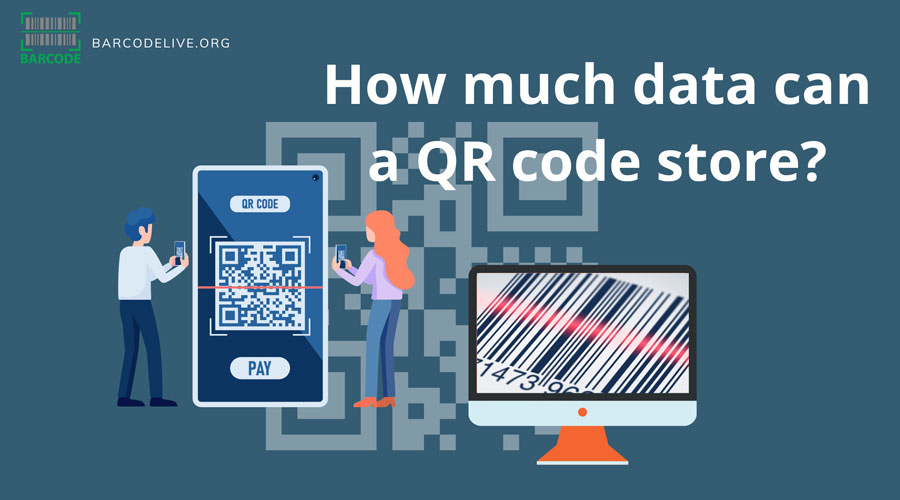 BARCODE
BARCODELIVE.ORG
How much data can
a QR code store?
QR CODE
PAY